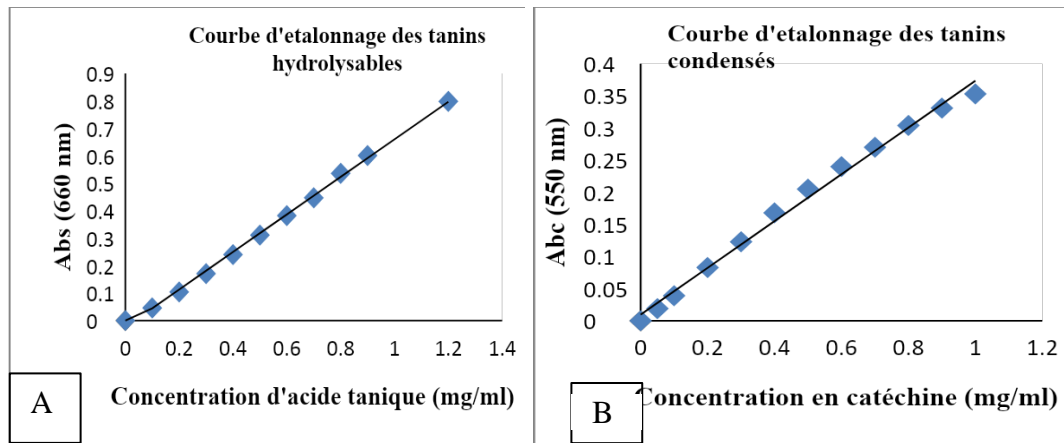 Courbe d'etalonnage des tanins
hydrolysables
0.9
0.8
0.7
0.6
0.5
0.4
0.3
0.2
0.1
0
Abs (660 nm)
0 0.2 0.4 0.6 0.8 1 1.2 1.4
Concentration d'acide tanique (mg/ml)
A
Courbe d'etalonnage des tanins
condensés
0.4
0.35
0.3
0.25
0.2
0.15
0.1
0.05
0
Abc (550 nm)
0 0.2 0.4 0.6 0.8 1 1.2
Concentration en catéchine (mg/ml)
B